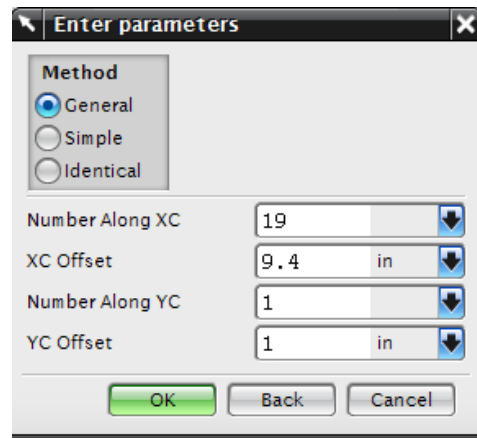 Enter parameters
Method
General
Simple
Identical
Number Along XC 19
XC Offset 9.4 in
Number Along YC 1
YC Offset 1 in
OK Back Cancel